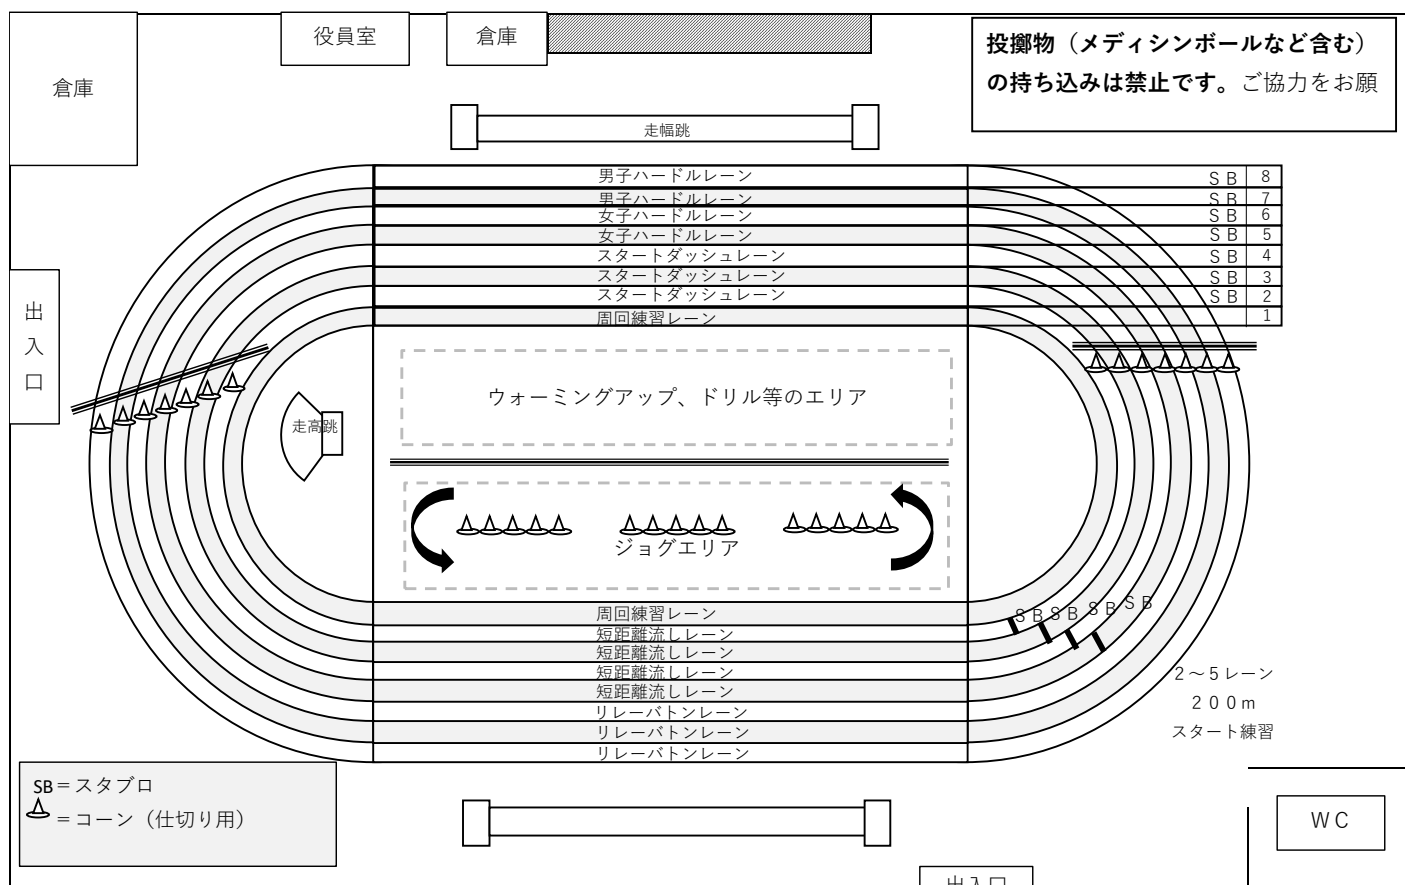 役員室
倉庫
倉庫
投擲物（メディシンボールなど含む）
の持ち込みは禁止です。ご協力をお願
走幅跳
男子ハードルレーン ＳＢ 8
男子ハードルレーン ＳＢ 7
女子ハードルレーン ＳＢ 6
女子ハードルレーン ＳＢ 5
スタートダッシュレーン ＳＢ 4
スタートダッシュレーン ＳＢ 3
スタートダッシュレーン ＳＢ 2
周回練習レーン 1
出入口
ウォーミングアップ、ドリル等のエリア
走高跳
ジョグエリア
周回練習レーン
ＳＢ ＳＢ ＳＢ ＳＢ
短距離流しレーン
短距離流しレーン
短距離流しレーン
短距離流しレーン
リレーバトンレーン
リレーバトンレーン
リレーバトンレーン
２～５レーン
２００ｍ
スタート練習
SB＝スタブロ
＝コーン（仕切り用）
ＷＣ
出入口